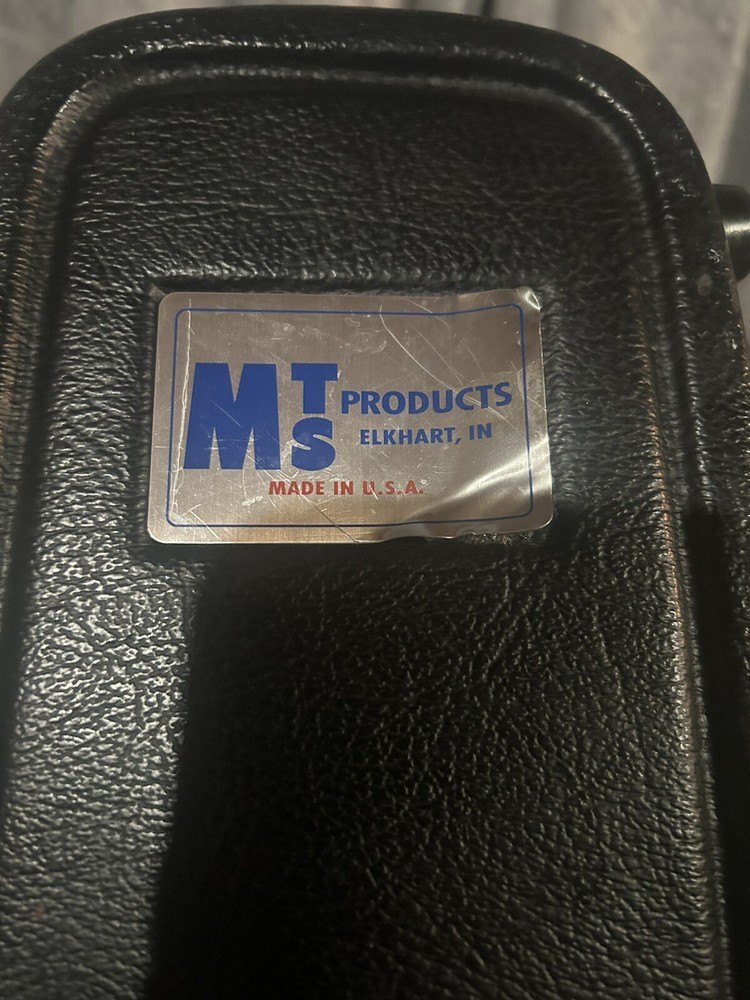 MTS PRODUCTS
ELKHART, IN
MADE IN U.S.A.